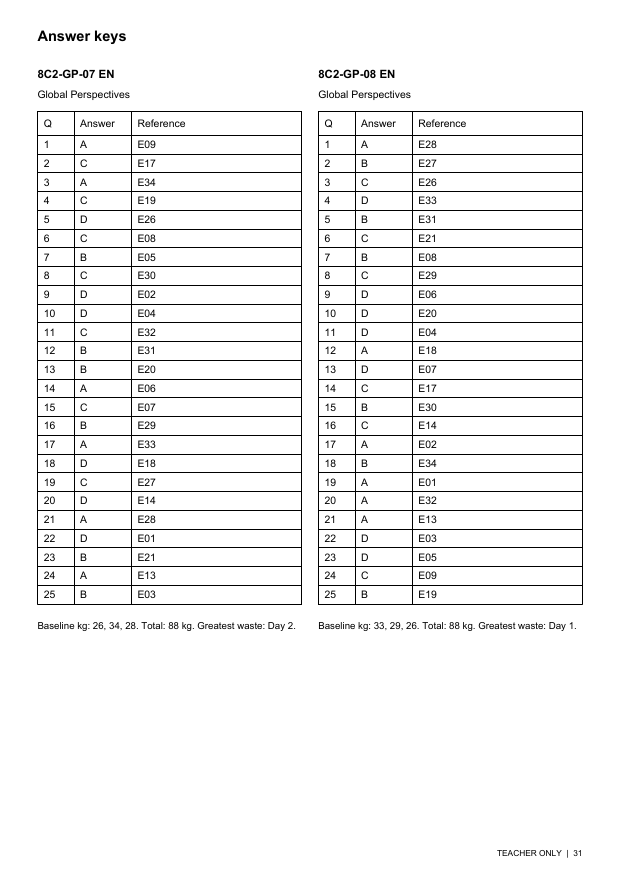 Answer keys
8C2-GP-07 EN
Global Perspectives
Q Answer Reference
1 A E09
2 C E17
3 A E34
4 C E19
5 D E26
6 C E08
7 B E05
8 C E30
9 D E02
10 D E04
11 C E32
12 B E31
13 B E20
14 A E06
15 C E07
16 B E29
17 A E33
18 D E18
19 C E27
20 D E14
21 A E28
22 D E01
23 B E21
24 A E13
25 B E03
Baseline kg: 26, 34, 28. Total: 88 kg. Greatest waste: Day 2.
8C2-GP-08 EN
Global Perspectives
Q Answer Reference
1 A E28
2 B E27
3 C E26
4 D E33
5 B E31
6 C E21
7 B E08
8 C E29
9 D E06
10 D E20
11 D E04
12 A E18
13 D E07
14 C E17
15 B E30
16 C E14
17 A E02
18 B E34
19 A E01
20 A E32
21 A E13
22 D E03
23 D E05
24 C E09
25 B E19
Baseline kg: 33, 29, 26. Total: 88 kg. Greatest waste: Day 1.
TEACHER ONLY | 31